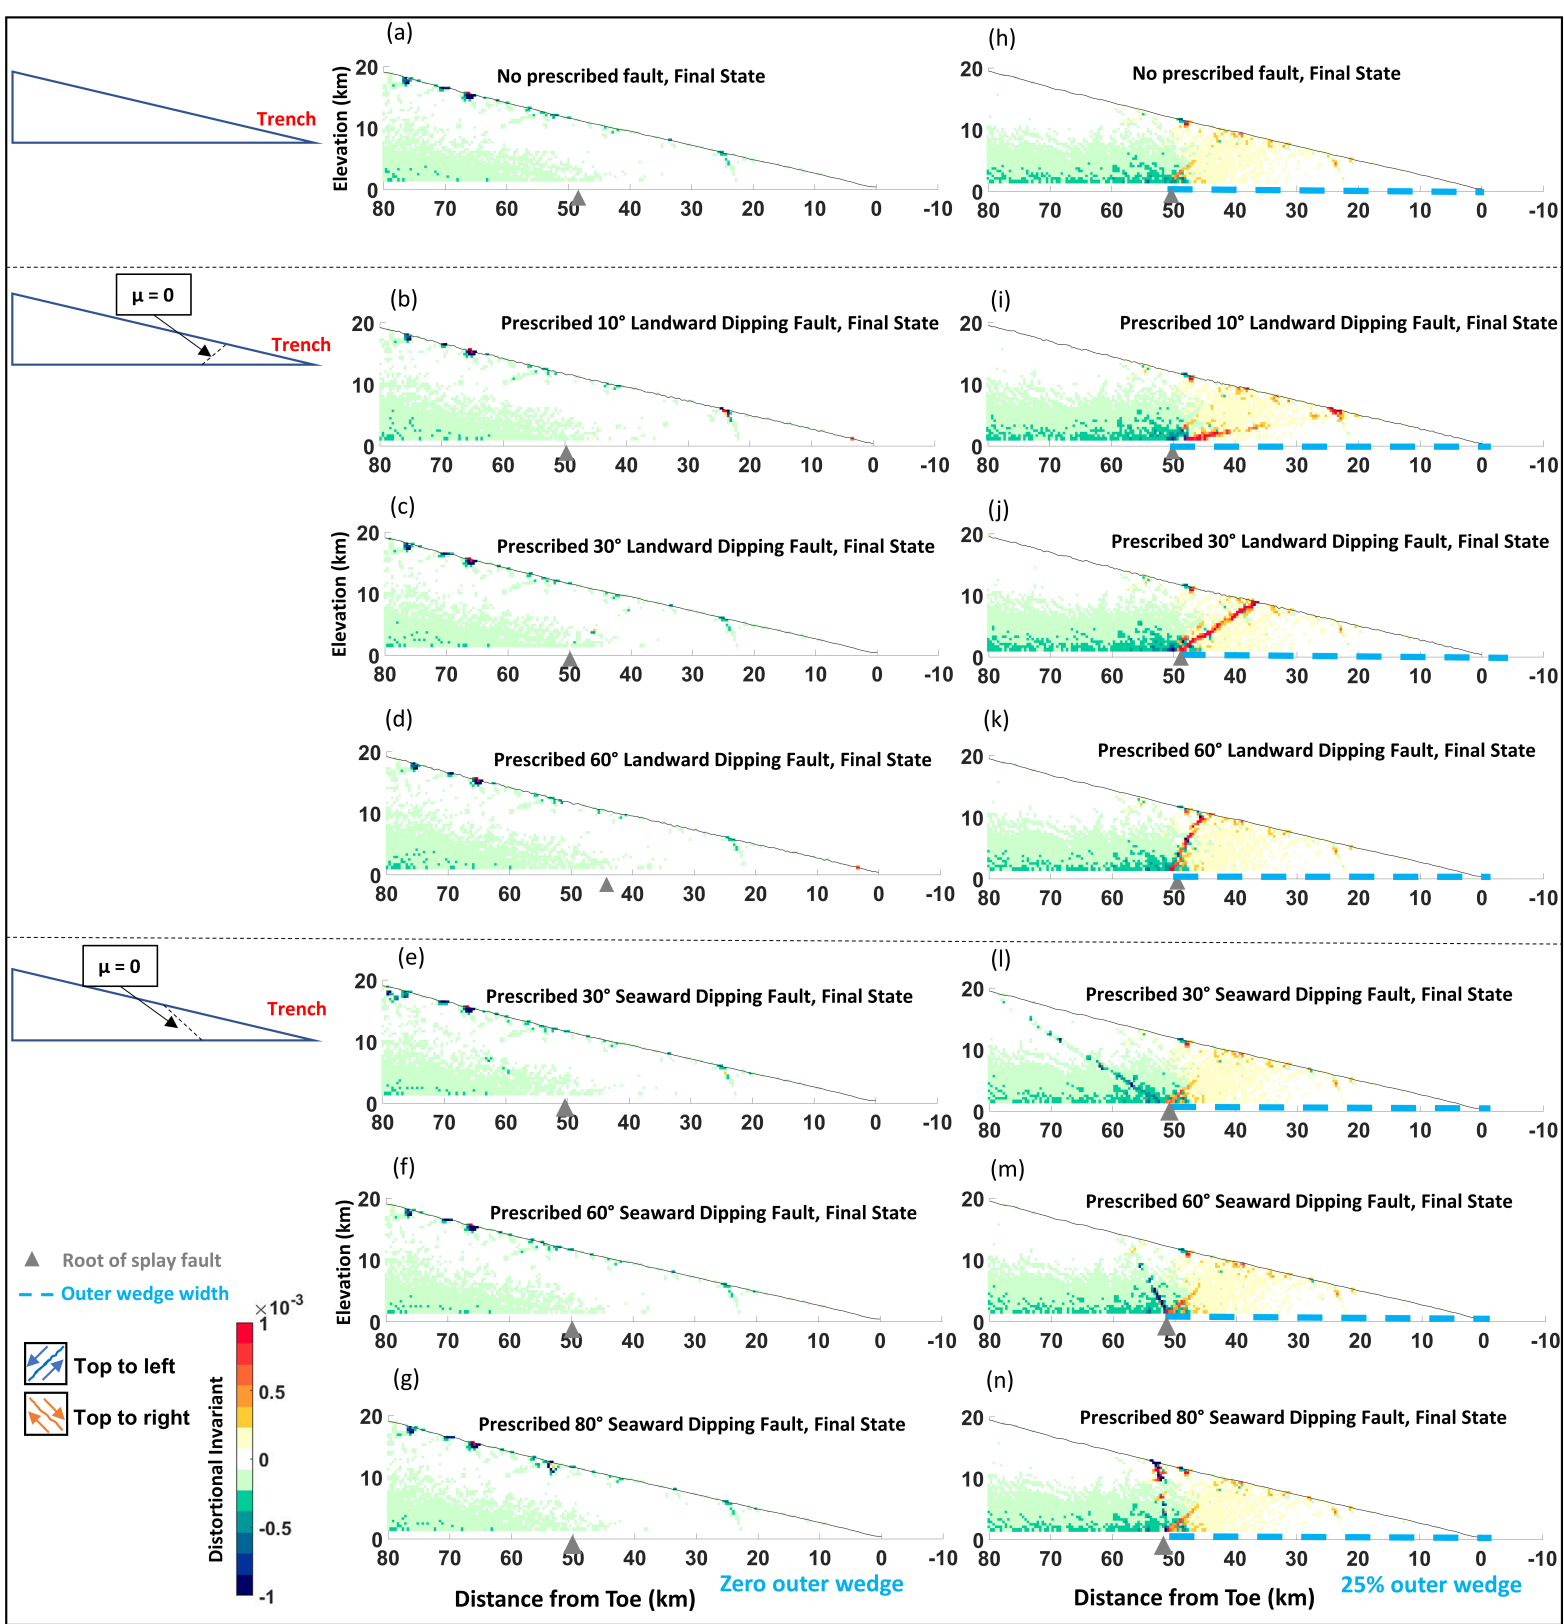 (a)
(h)
No prescribed fault, Final State
No prescribed fault, Final State
Trench
Elevation (km)
20
10
0
80 70 60 50 40 30 20 10 0 -10
20
10
0
80 70 60 50 40 30 20 10 0 -10
μ = 0
Trench
(b)
Prescribed 10° Landward Dipping Fault, Final State
20
10
0
80 70 60 50 40 30 20 10 0 -10
(i)
Prescribed 10° Landward Dipping Fault, Final State
20
10
0
80 70 60 50 40 30 20 10 0 -10
(c)
Prescribed 30° Landward Dipping Fault, Final State
Elevation (km)
20
10
0
80 70 60 50 40 30 20 10 0 -10
(j)
Prescribed 30° Landward Dipping Fault, Final State
20
10
0
80 70 60 50 40 30 20 10 0 -10
(d)
Prescribed 60° Landward Dipping Fault, Final State
20
10
0
80 70 60 50 40 30 20 10 0 -10
(k)
Prescribed 60° Landward Dipping Fault, Final State
20
10
0
80 70 60 50 40 30 20 10 0 -10
μ = 0
Trench
(e)
Prescribed 30° Seaward Dipping Fault, Final State
20
10
0
80 70 60 50 40 30 20 10 0 -10
(l)
Prescribed 30° Seaward Dipping Fault, Final State
20
10
0
80 70 60 50 40 30 20 10 0 -10
(f)
Prescribed 60° Seaward Dipping Fault, Final State
Elevation (km)
20
10
0
80 70 60 50 40 30 20 10 0 -10
(m)
Prescribed 60° Seaward Dipping Fault, Final State
20
10
0
80 70 60 50 40 30 20 10 0 -10
Root of splay fault
Outer wedge width
Top to left
Top to right
×10-3
1
0.5
0
-0.5
-1
Distortional Invariant
(g)
Prescribed 80° Seaward Dipping Fault, Final State
20
10
0
80 70 60 50 40 30 20 10 0 -10
Distance from Toe (km)
Zero outer wedge
(n)
Prescribed 80° Seaward Dipping Fault, Final State
20
10
0
80 70 60 50 40 30 20 10 0 -10
Distance from Toe (km)
25% outer wedge